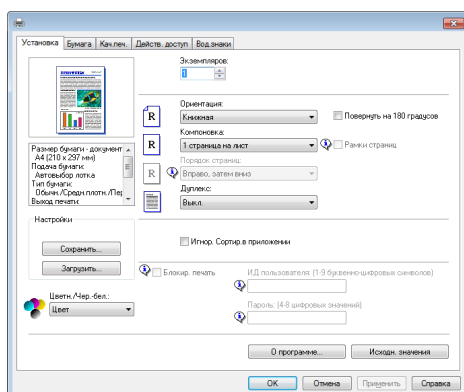 Установка
Бумага
Кач.леч.
Действ. доступ
Вод.знаки
Экземпляров:
1
Ориентация:
R
Книжная
Повернуть на 180 градусов
Компоновка:
R
1 страница на лист
Рамки страниц
Порядок страниц:
R
Вправо, затем вниз
Дуплекс:
Выкл.
Размер бумаги - документ
A4 (210 x 297 мм)
Подача бумаги:
Автовыбор лотка
Тип бумаги:
Обычн./Средн.плотн./Пер
Выход печати:
Настройки
Сохранить...
Загрузить...
Игнор. Сортир.в приложении
Блокир. печать
ИД пользователя: (1-9 буквенно-цифровых символов)
Пароль: (4-8 цифровых значений)
Цветн./Чер.-бел.:
Цвет
О программе...
Исходн. значения
OK
Отмена
Применить
Справка